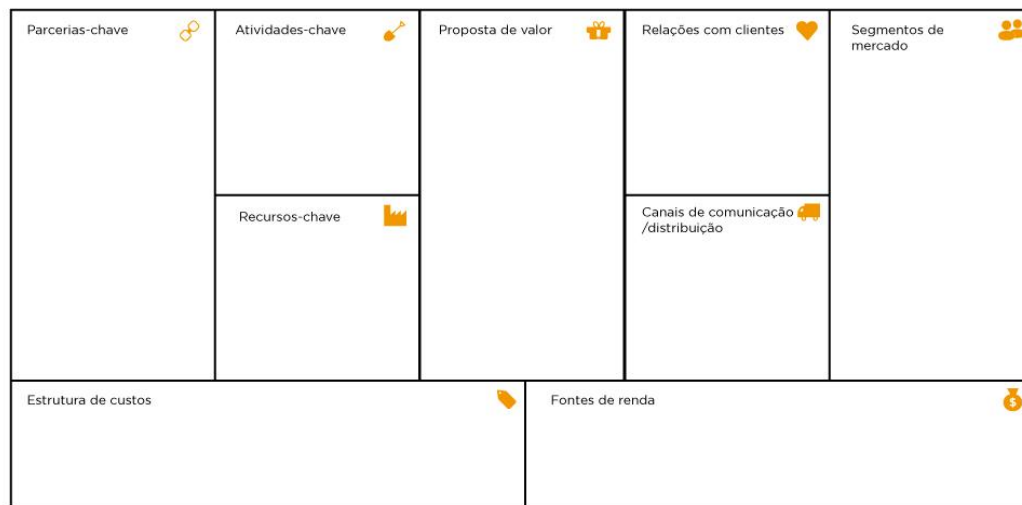 Parcerias-chave
Atividades-chave
Proposta de valor
Relações com clientes
Segmentos de
mercado
Recursos-chave
Canais de comunicação
/distribuição
Estrutura de custos
Fontes de renda
$